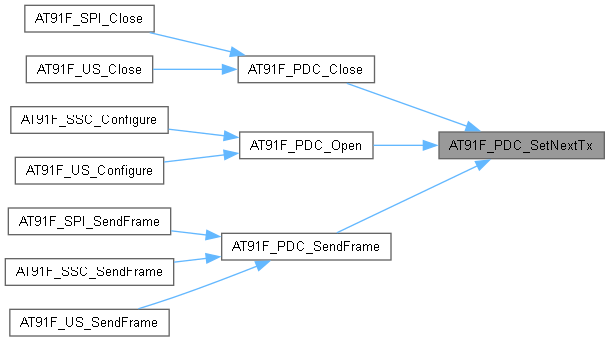 AT91F_SPI_Close
AT91F_US_Close
AT91F_PDC_Close
AT91F_SSC_Configure
AT91F_US_Configure
AT91F_PDC_Open
AT91F_PDC_SetNextTx
AT91F_SPI_SendFrame
AT91F_SSC_SendFrame
AT91F_US_SendFrame
AT91F_PDC_SendFrame